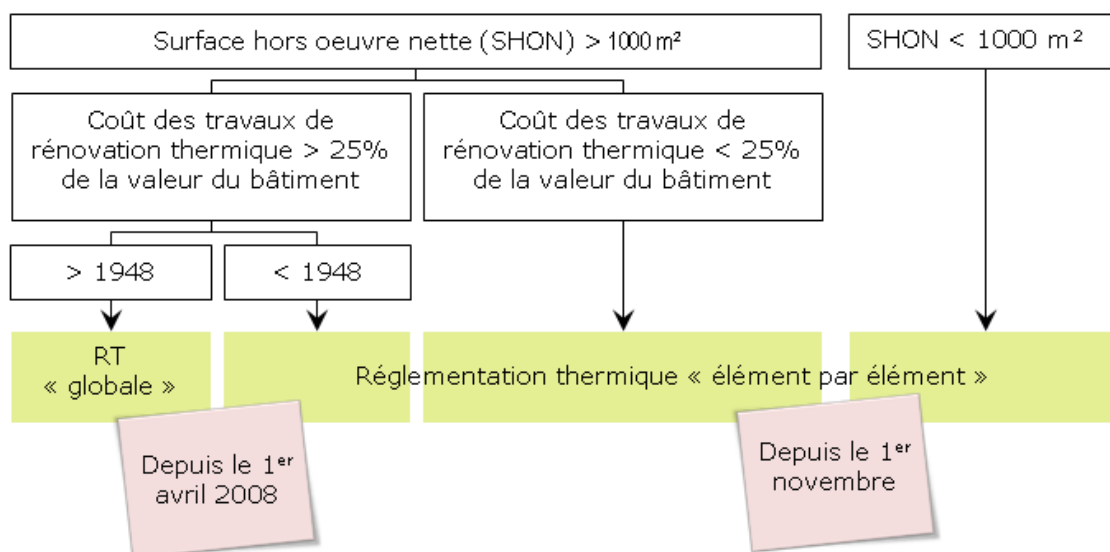 Surface hors oeuvre nette (SHON) > 1000 m²
SHON < 1000 m²
Coût des travaux de
rénovation thermique > 25%
de la valeur du bâtiment
Coût des travaux de
rénovation thermique < 25%
de la valeur du bâtiment
> 1948
< 1948
RT
« globale »
Réglementation thermique « élément par élément »
Depuis le 1er
avril 2008
Depuis le 1er
novembre